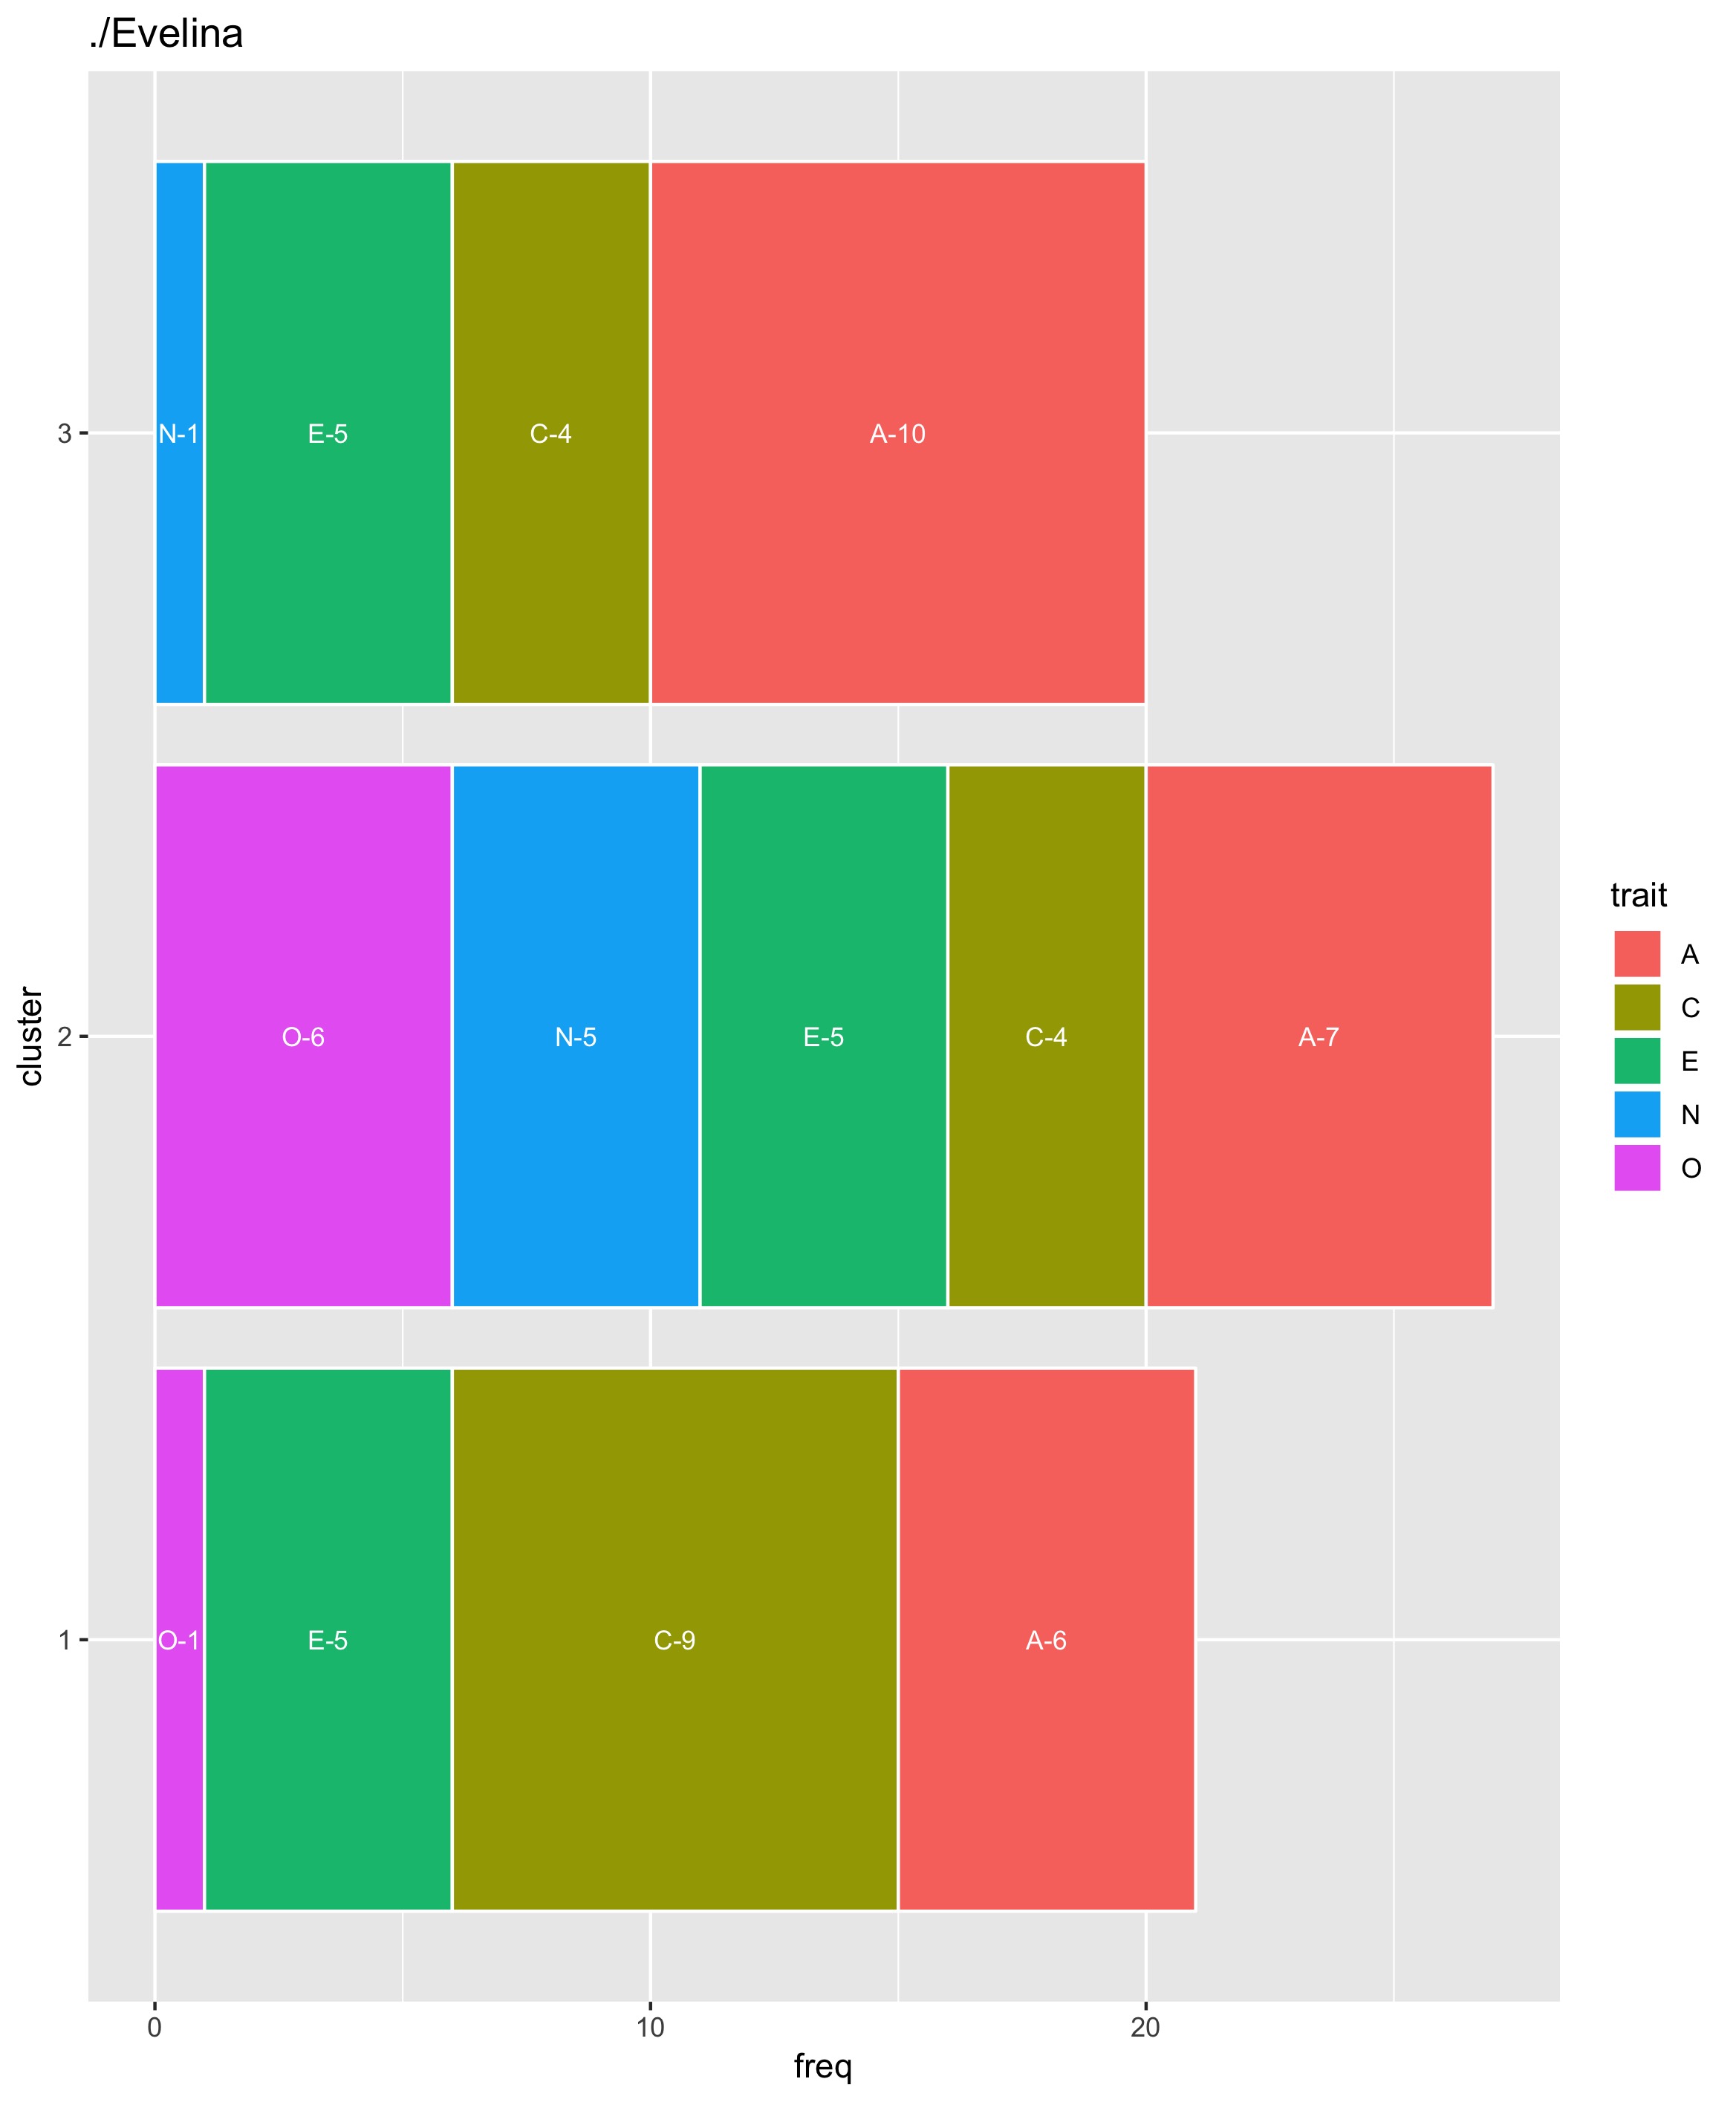 ./Evelina
3
N-1 E-5 C-4 A-10
cluster
2
O-6 N-5 E-5 C-4 A-7
1
O-1 E-5 C-9 A-6
0 10 20
freq
trait
A
C
E
N
O